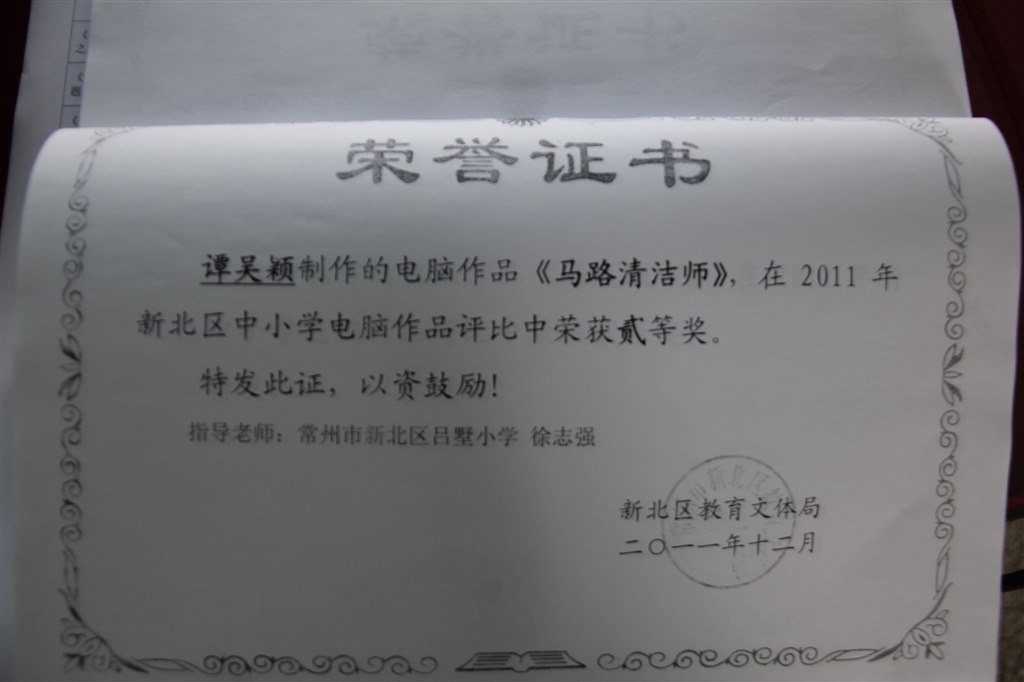 荣誉证书
谭吴颖制作的电脑作品《马路清洁师》，在 2011 年
新北区中小学电脑作品评比中荣获贰等奖。
特发此证，以资鼓励！
指导老师：常州市新北区吕墅小学 徐志强
新北区教育文体局
二〇一一年十二月